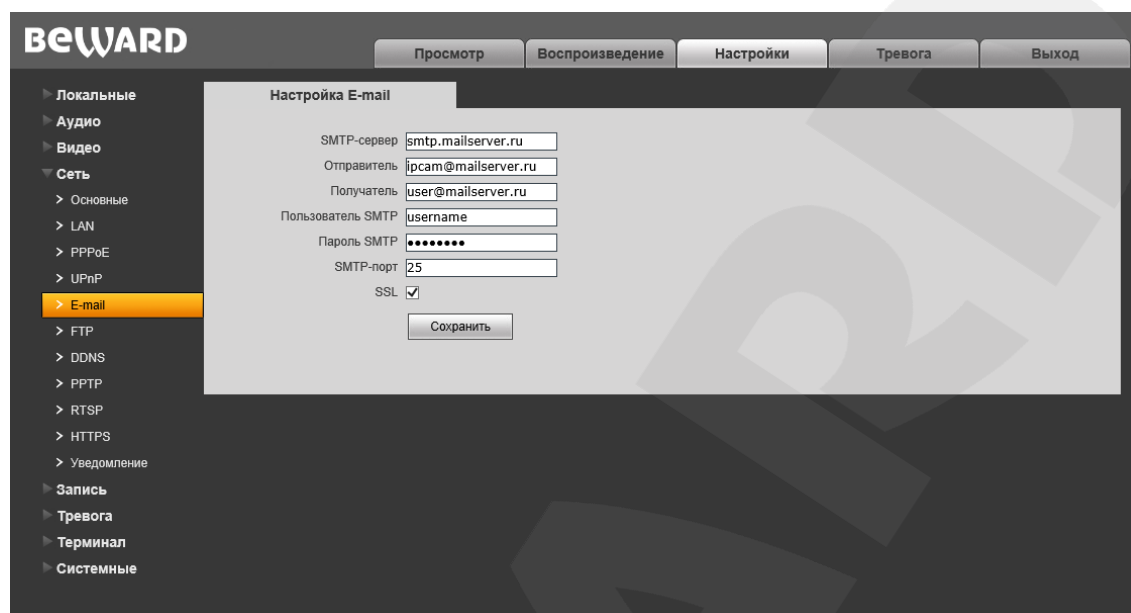 BEWARD
Просмотр
Воспроизведение
Настройки
Тревога
Выход
Локальные
Аудио
Видео
Сеть
> Основные
> LAN
> PPPoE
> UPnP
> E-mail
> FTP
> DDNS
> PPTP
> RTSP
> HTTPS
> Уведомление
Запись
Тревога
Терминал
Системные
Настройка E-mail
SMTP-сервер smtp.mailserver.ru
Отправитель ipcam@mailserver.ru
Получатель user@mailserver.ru
Пользователь SMTP username
Пароль SMTP ••••••••
SMTP-порт 25
SSL
Сохранить